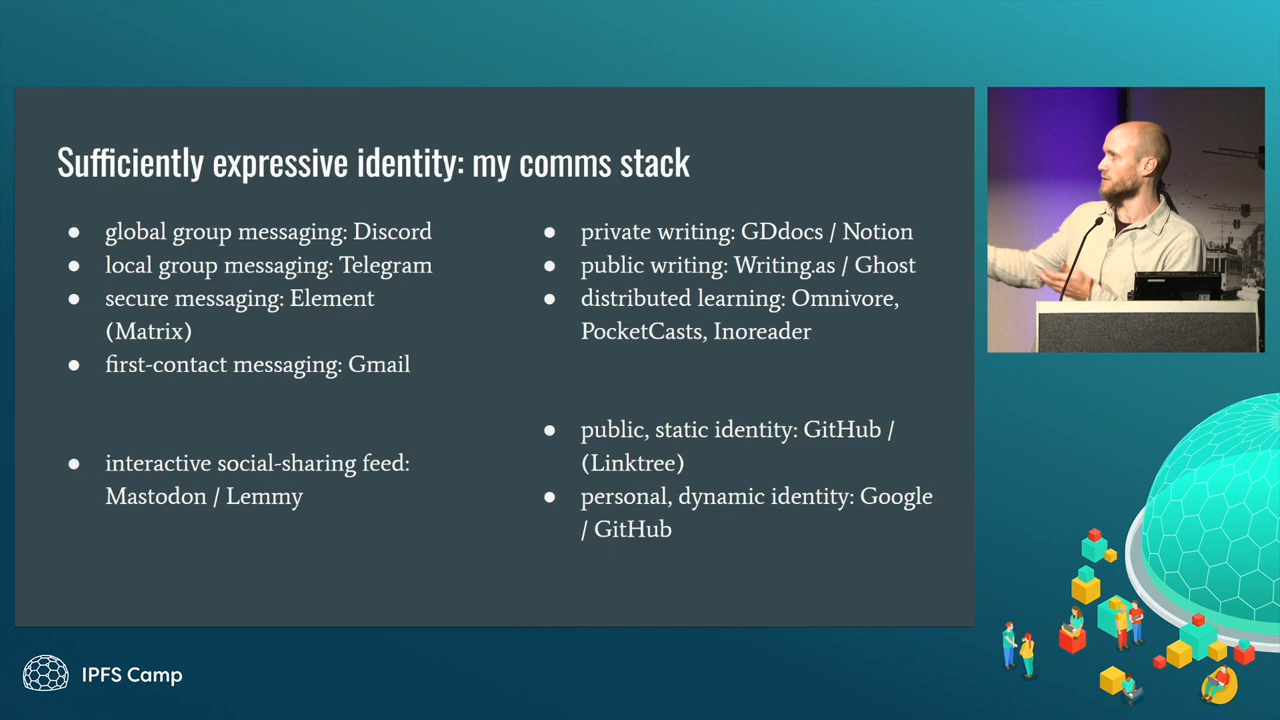 Sufficiently expressive identity: my comms stack
● global group messaging: Discord
● local group messaging: Telegram
● secure messaging: Element
(Matrix)
● first-contact messaging: Gmail
● interactive social-sharing feed:
Mastodon / Lemmy
● private writing: GDdocs / Notion
● public writing: Writing.as / Ghost
● distributed learning: Omnivore,
PocketCasts, Inoreader
● public, static identity: GitHub /
(Linktree)
● personal, dynamic identity: Google
/ GitHub
IPFS Camp